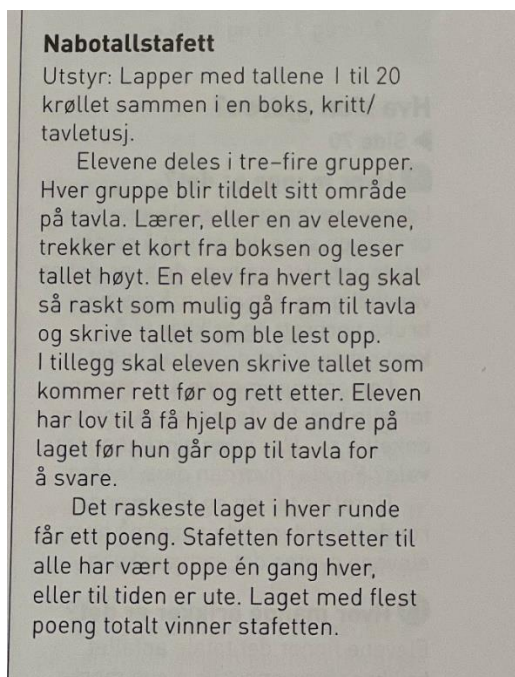 Nabotallstafett
Utstyr: Lapper med tallene 1 til 20
krøllet sammen i en boks, kritt/
tavletusj.
Elevene deles i tre–fire grupper.
Hver gruppe blir tildelt sitt område
på tavla. Lærer, eller en av elevene,
trekker et kort fra boksen og leser
tallet høyt. En elev fra hvert lag skal
så raskt som mulig gå fram til tavla
og skrive tallet som ble lest opp.
I tillegg skal eleven skrive tallet som
kommer rett før og rett etter. Eleven
har lov til å få hjelp av de andre på
laget før hun går opp til tavla for
å svare.
Det raskeste laget i hver runde
får ett poeng. Stafetten fortsetter til
alle har vært oppe én gang hver,
eller til tiden er ute. Laget med flest
poeng totalt vinner stafetten.